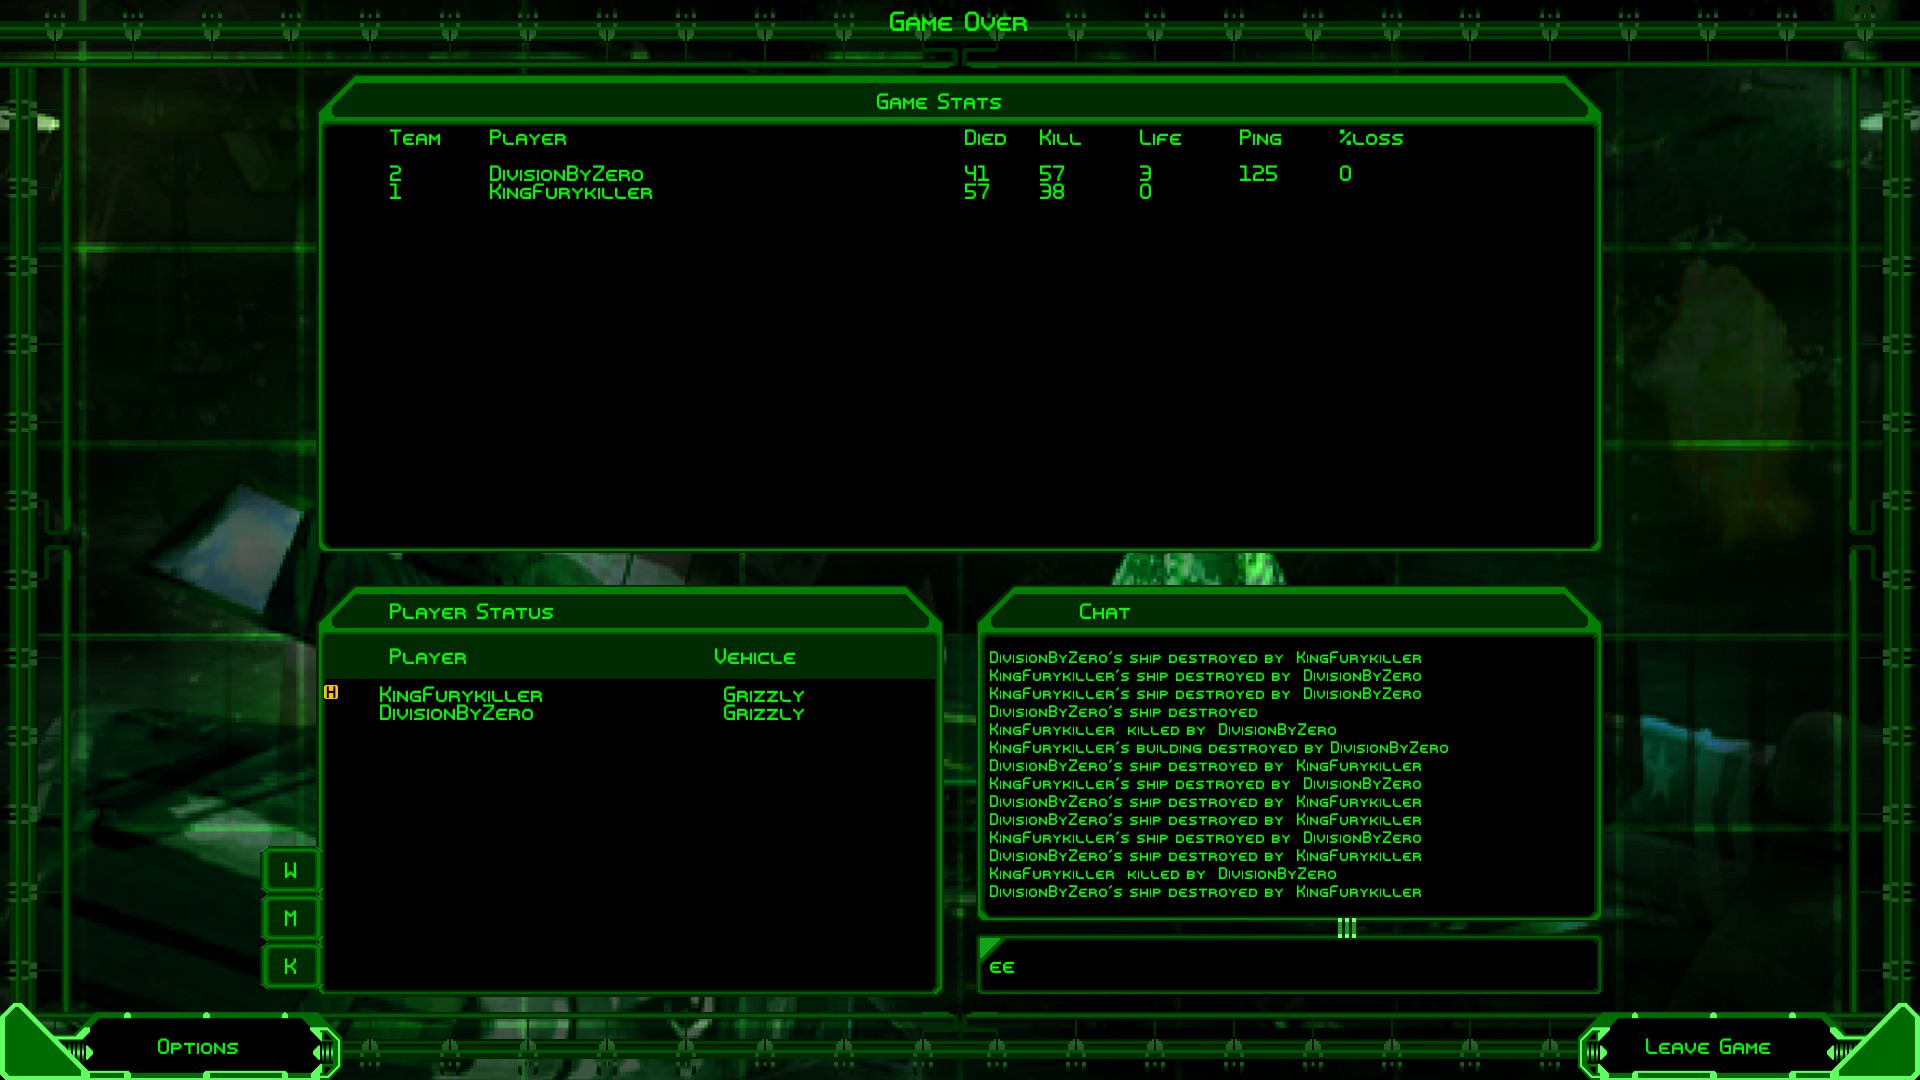 Game Over
Game Stats
Team Player Died Kill Life Ping %loss
2 DivisionByZero 41 57 3 125 0
1 KingFurykiller 57 38 0
Player Status
Player Vehicle
H KingFurykiller Grizzly
DivisionByZero Grizzly
W
M
K
Chat
DivisionByZero's ship destroyed by KingFurykiller
KingFurykiller's ship destroyed by DivisionByZero
KingFurykiller's ship destroyed by DivisionByZero
DivisionByZero's ship destroyed
KingFurykiller killed by DivisionByZero
KingFurykiller's building destroyed by DivisionByZero
DivisionByZero's ship destroyed by KingFurykiller
KingFurykiller's ship destroyed by DivisionByZero
DivisionByZero's ship destroyed by KingFurykiller
DivisionByZero's ship destroyed by KingFurykiller
KingFurykiller's ship destroyed by DivisionByZero
DivisionByZero's ship destroyed by KingFurykiller
KingFurykiller killed by DivisionByZero
DivisionByZero's ship destroyed by KingFurykiller
ee
Options
Leave Game